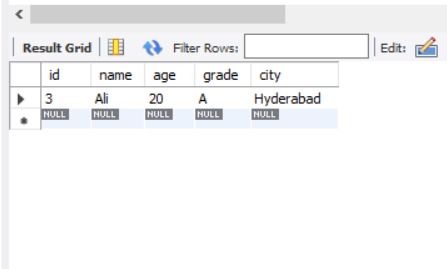 Result Grid Filter Rows: Edit:
id name age grade city
3 Ali 20 A Hyderabad
NULL NULL NULL NULL NULL